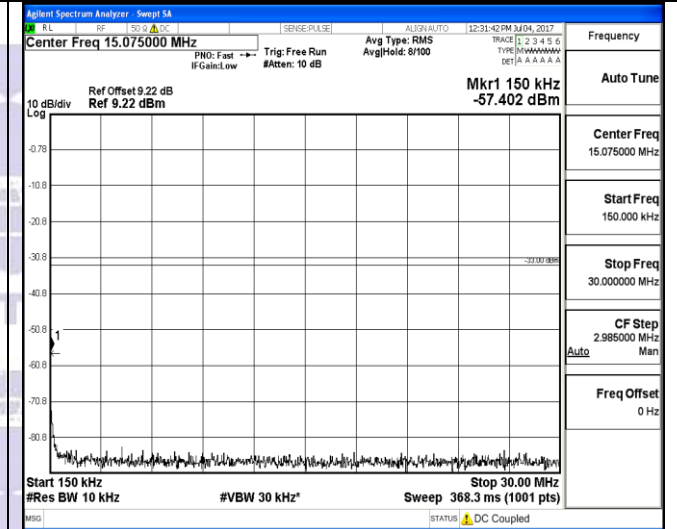 Agilent Spectrum Analyzer - Swept SA
RL RF 50 Ω DC SENSE:PULSE ALIGN AUTO 12:31:42 PM Jul 04, 2017
Center Freq 15.075000 MHz
PNO: Fast
IFGain:Low
Trig: Free Run
#Atten: 10 dB
Avg Type: RMS
Avg|Hold: 8/100
TRACE 1 2 3 4 5 6
TYPE MWWWWW
DET A A A A A A
Frequency
Auto Tune
Mkr1 150 kHz
-57.402 dBm
Ref Offset 9.22 dB
10 dB/div Ref 9.22 dBm
Log
-0.78
-10.8
-20.8
-30.8
-33.00 dBm
-40.8
-50.8
1
-60.8
-70.8
-80.8
Center Freq
15.075000 MHz
Start Freq
150.000 kHz
Stop Freq
30.000000 MHz
CF Step
2.985000 MHz
Auto Man
Freq Offset
0 Hz
Start 150 kHz Stop 30.00 MHz
#Res BW 10 kHz #VBW 30 kHz* Sweep 368.3 ms (1001 pts)
MSG STATUS DC Coupled